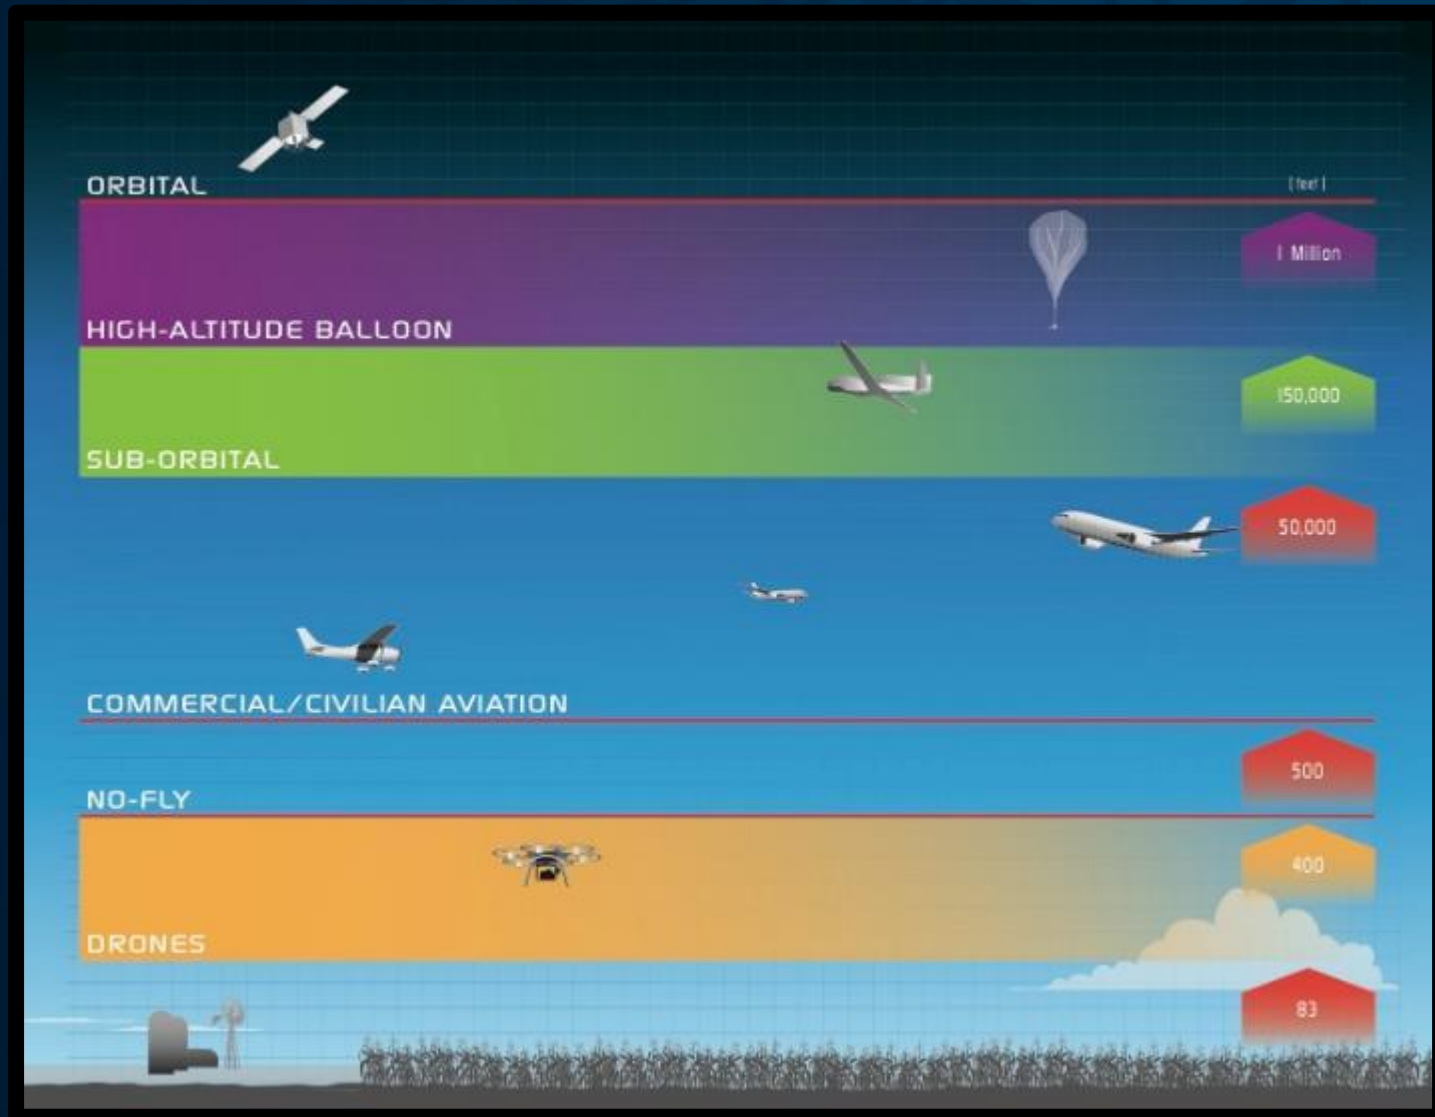 ORBITAL
[feet]
1 Million
HIGH-ALTITUDE BALLOON
150,000
SUB-ORBITAL
50,000
COMMERCIAL/CIVILIAN AVIATION
500
NO-FLY
400
DRONES
83